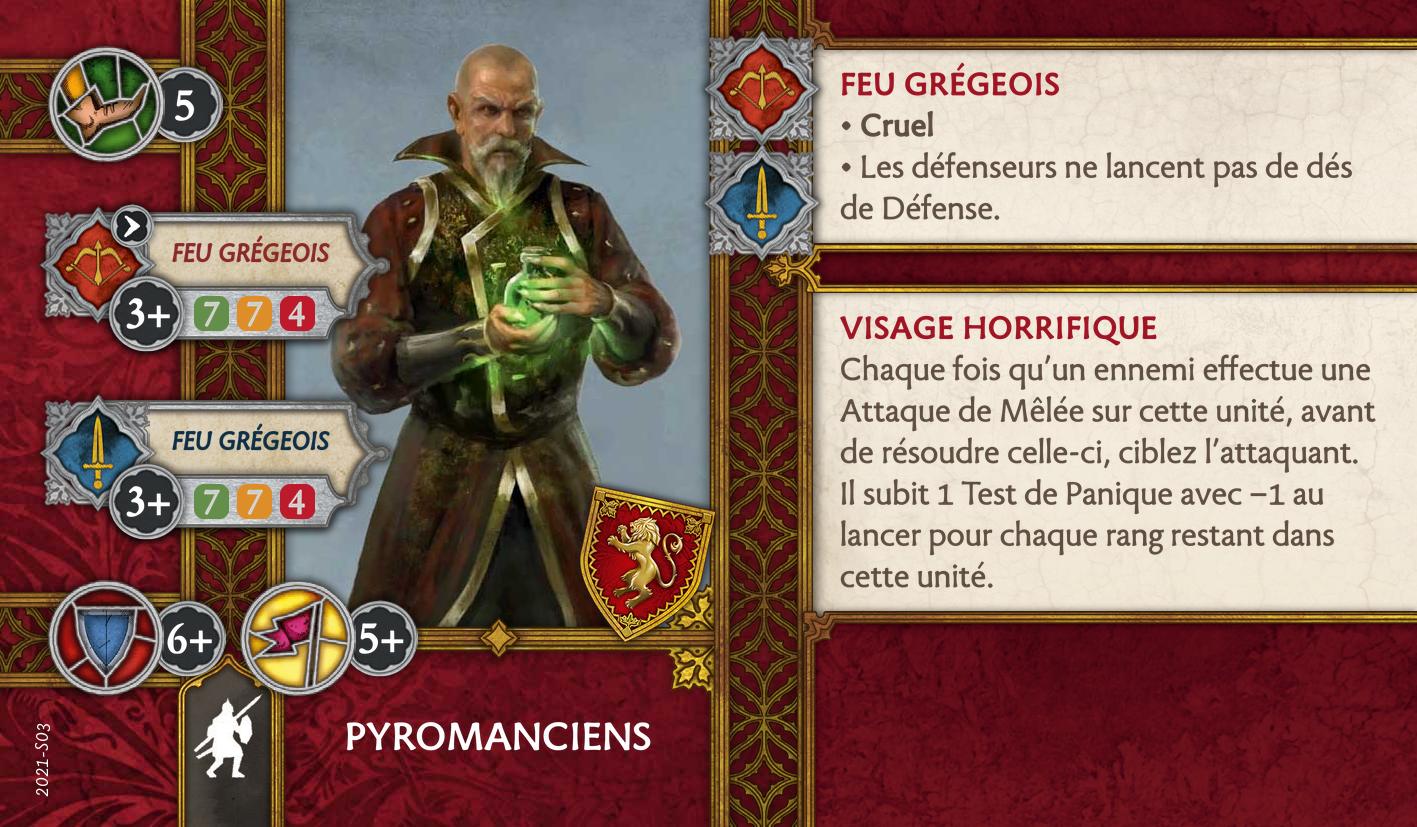 5
FEU GRÉGEOIS
3+ 7 7 4
FEU GRÉGEOIS
3+ 7 7 4
6+ 5+
PYROMANCIENS
2021-S03
FEU GRÉGEOIS
• Cruel
• Les défenseurs ne lancent pas de dés
de Défense.
VISAGE HORRIFIQUE
Chaque fois qu’un ennemi effectue une
Attaque de Mêlée sur cette unité, avant
de résoudre celle-ci, ciblez l’attaquant.
Il subit 1 Test de Panique avec −1 au
lancer pour chaque rang restant dans
cette unité.